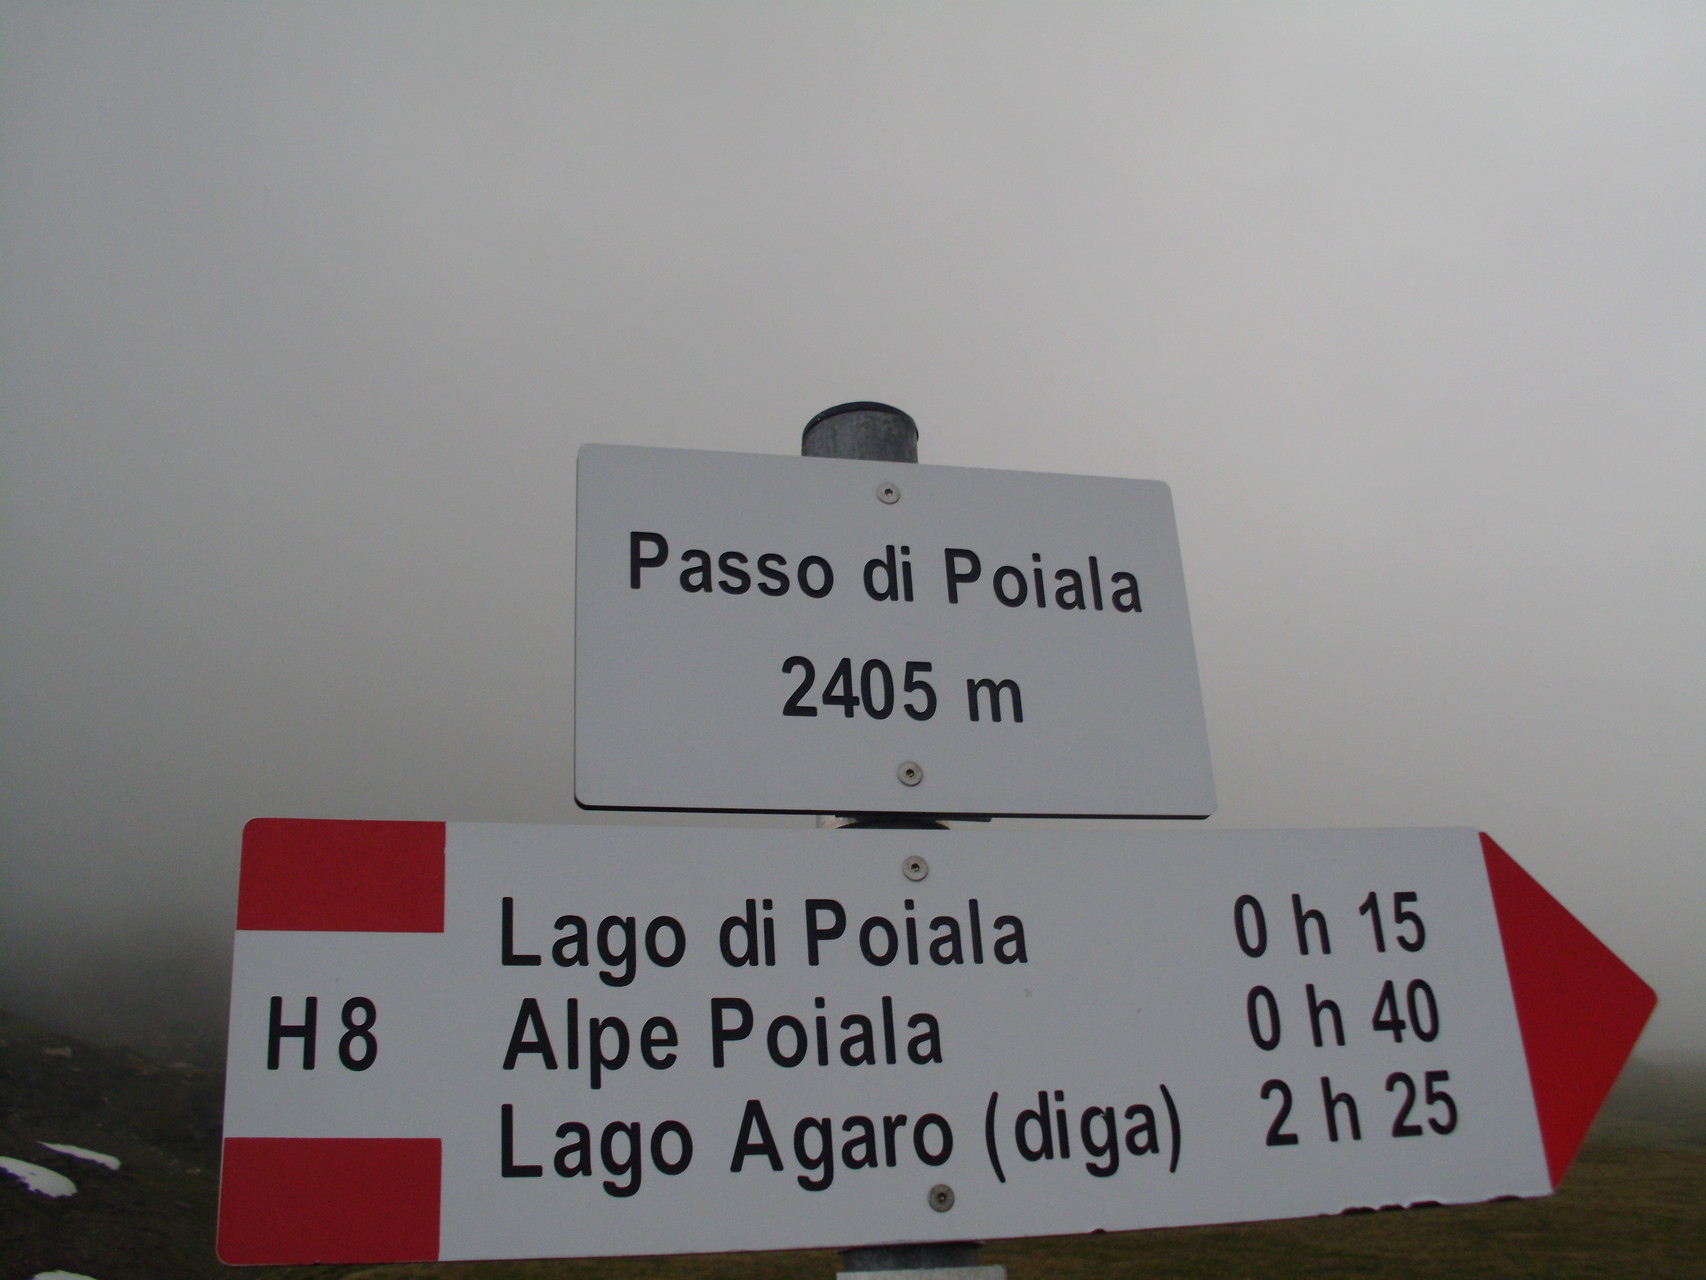 Passo di Poiala
2405 m
H8
Lago di Poiala 0 h 15
Alpe Poiala 0 h 40
Lago Agaro (diga) 2 h 25